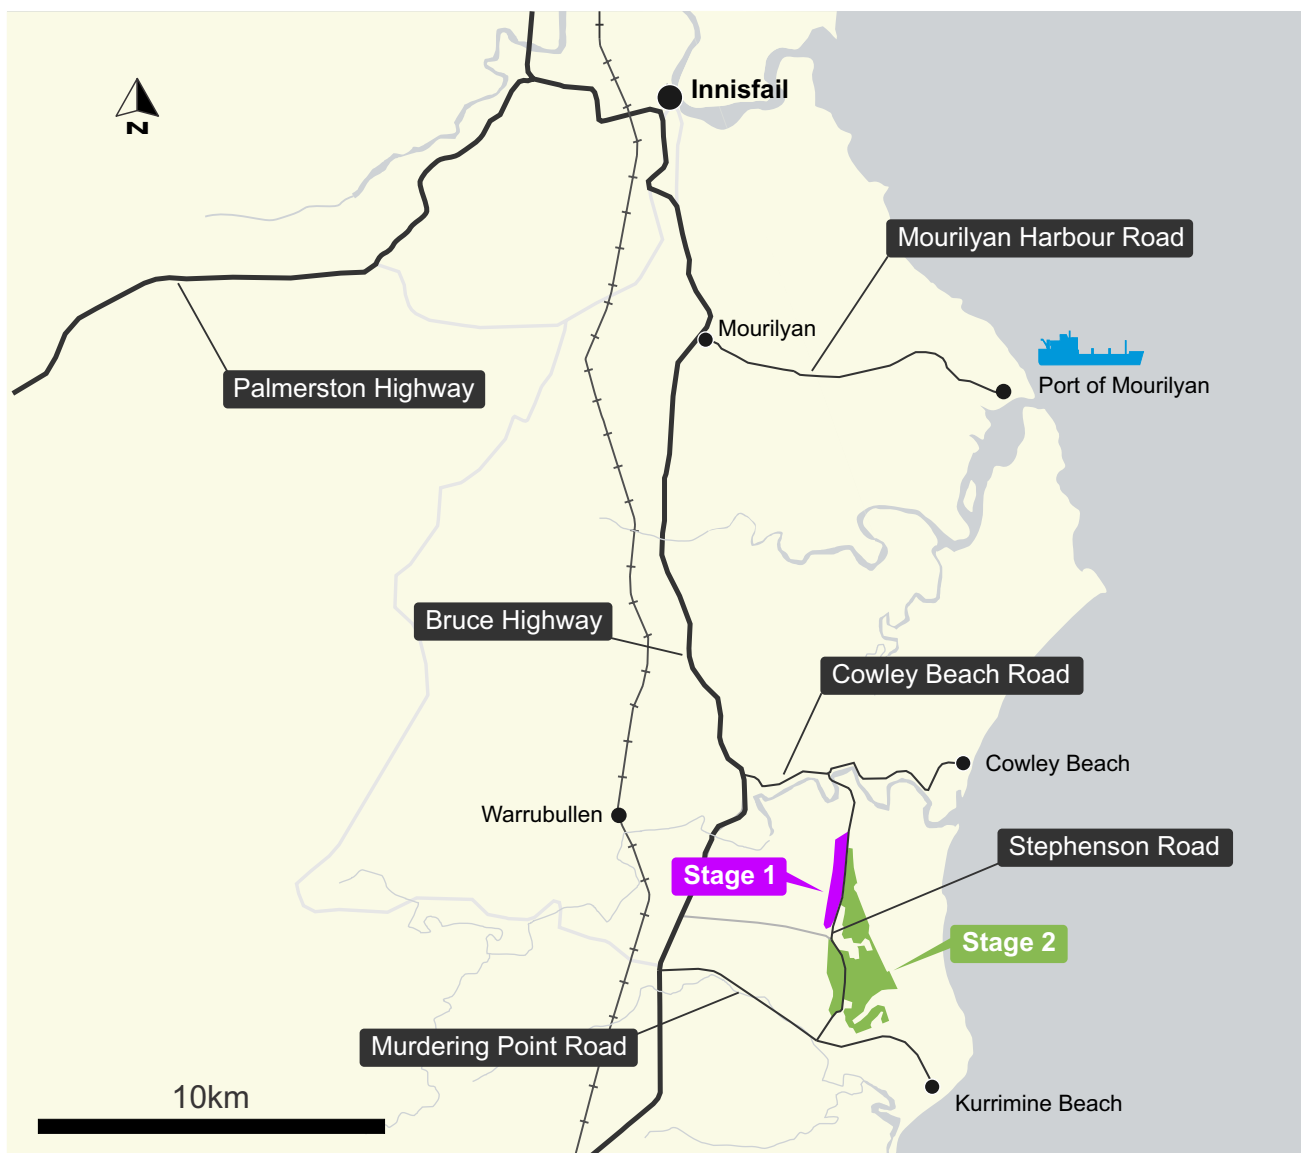 Innisfail
N
Mourilyan Harbour Road
Mourilyan
Palmerston Highway
Port of Mourilyan
Bruce Highway
Cowley Beach Road
Cowley Beach
Warrubullen
Stephenson Road
Stage 1
Stage 2
Murdering Point Road
10km
Kurrimine Beach